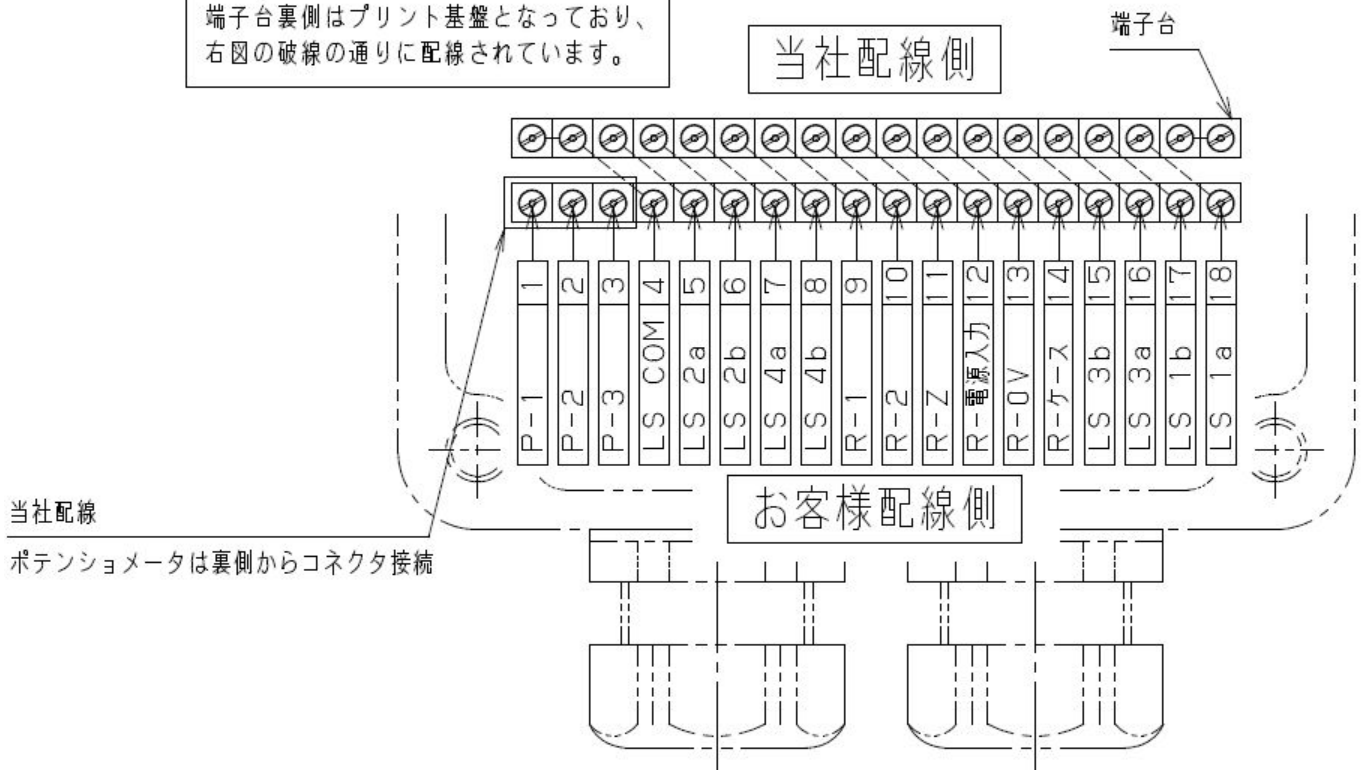 端子台裏側はプリント基盤となっており、
右図の破線の通りに配線されています。
当社配線側
端子台
1 P-1
2 P-2
3 P-3
4 LS COM
5 LS 2a
6 LS 2b
7 LS 4a
8 LS 4b
9 R-1
10 R-2
11 R-Z
12 R-電源入力
13 R-0V
14 R-ケース
15 LS 3b
16 LS 3a
17 LS 1b
18 LS 1a
お客様配線側
当社配線
ポテンショメータは裏側からコネクタ接続